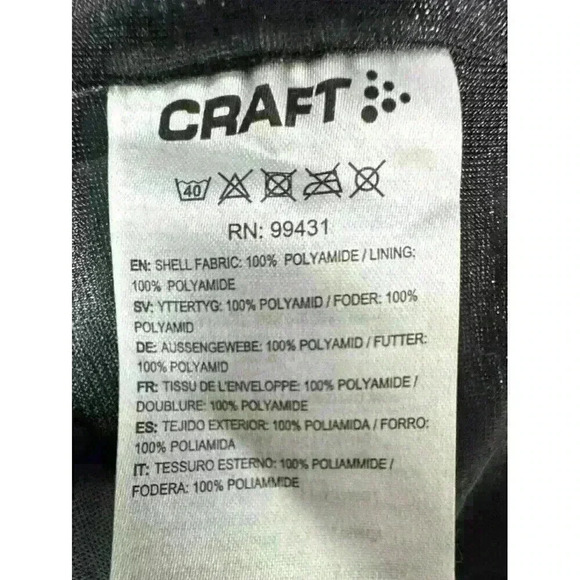 CRAFT
40
RN: 99431
EN: SHELL FABRIC: 100% POLYAMIDE / LINING:
100% POLYAMIDE
SV: YTTERTYG: 100% POLYAMID / FODER: 100%
POLYAMID
DE: AUSSENGEWEBE: 100% POLYAMID / FUTTER:
100% POLYAMID
FR: TISSU DE L'ENVELOPPE: 100% POLYAMIDE /
DOUBLURE: 100% POLYAMIDE
ES: TEJIDO EXTERIOR: 100% POLIAMIDA / FORRO:
100% POLIAMIDA
IT: TESSURO ESTERNO: 100% POLIAMMIDE /
FODERA: 100% POLIAMMIDE